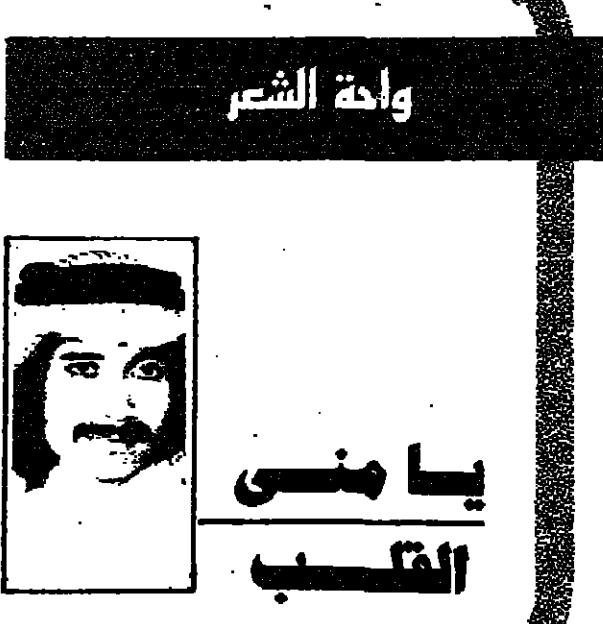 واحة الشعر
يا منى
القلب